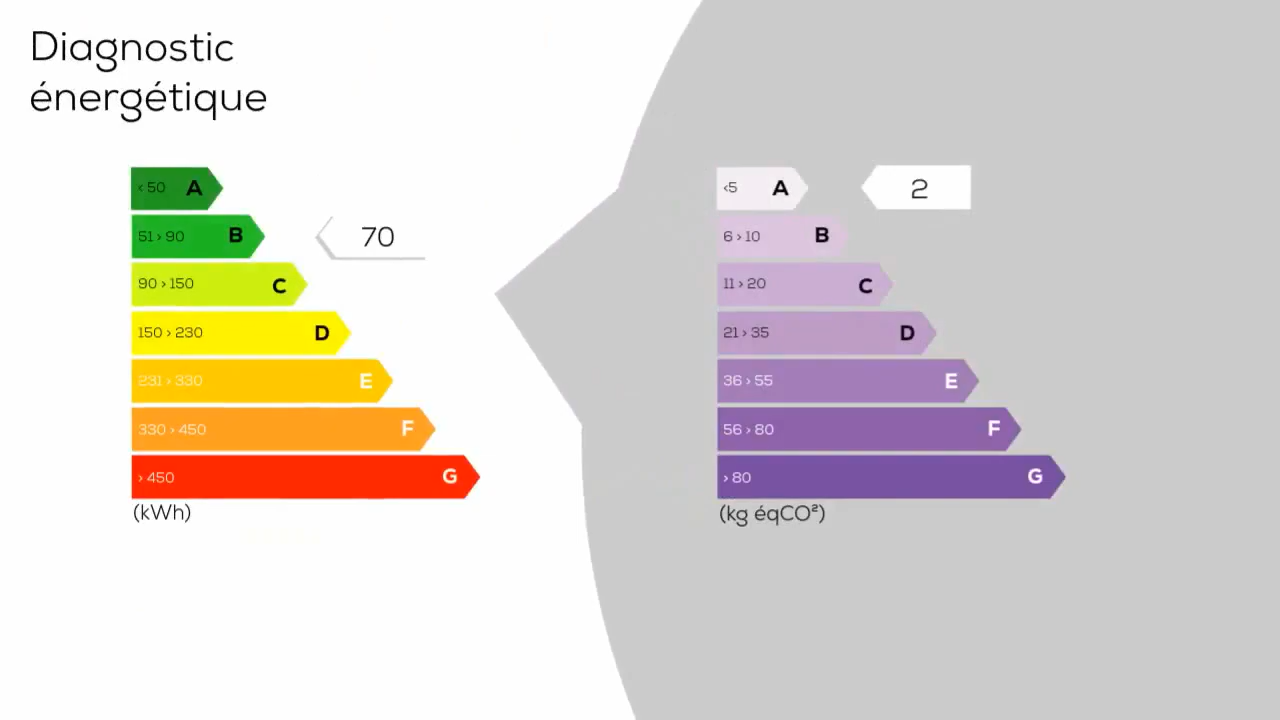 Diagnostic
énergétique
< 50 A
51 > 90 B
70
90 > 150 C
150 > 230 D
231 > 330 E
330 > 450 F
> 450 G
(kWh)
<5 A
2
6 > 10 B
11 > 20 C
21 > 35 D
36 > 55 E
56 > 80 F
> 80 G
(kg éqCO²)